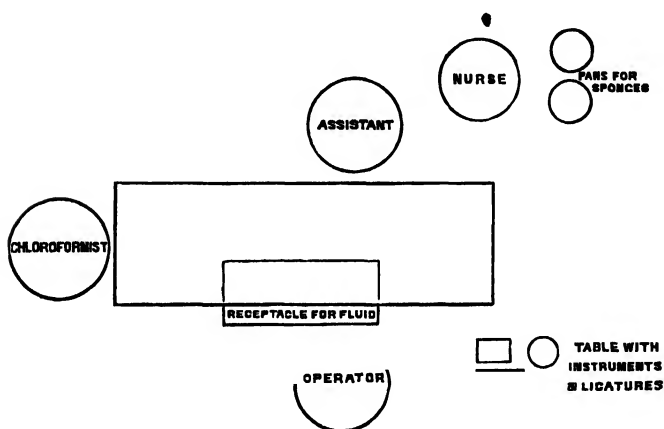 NURSE
PANS FOR
SPONGES
ASSISTANT
CHLOROFORMIST
RECEPTACLE FOR FLUID
OPERATOR
TABLE WITH
INSTRUMENTS
& LIGATURES